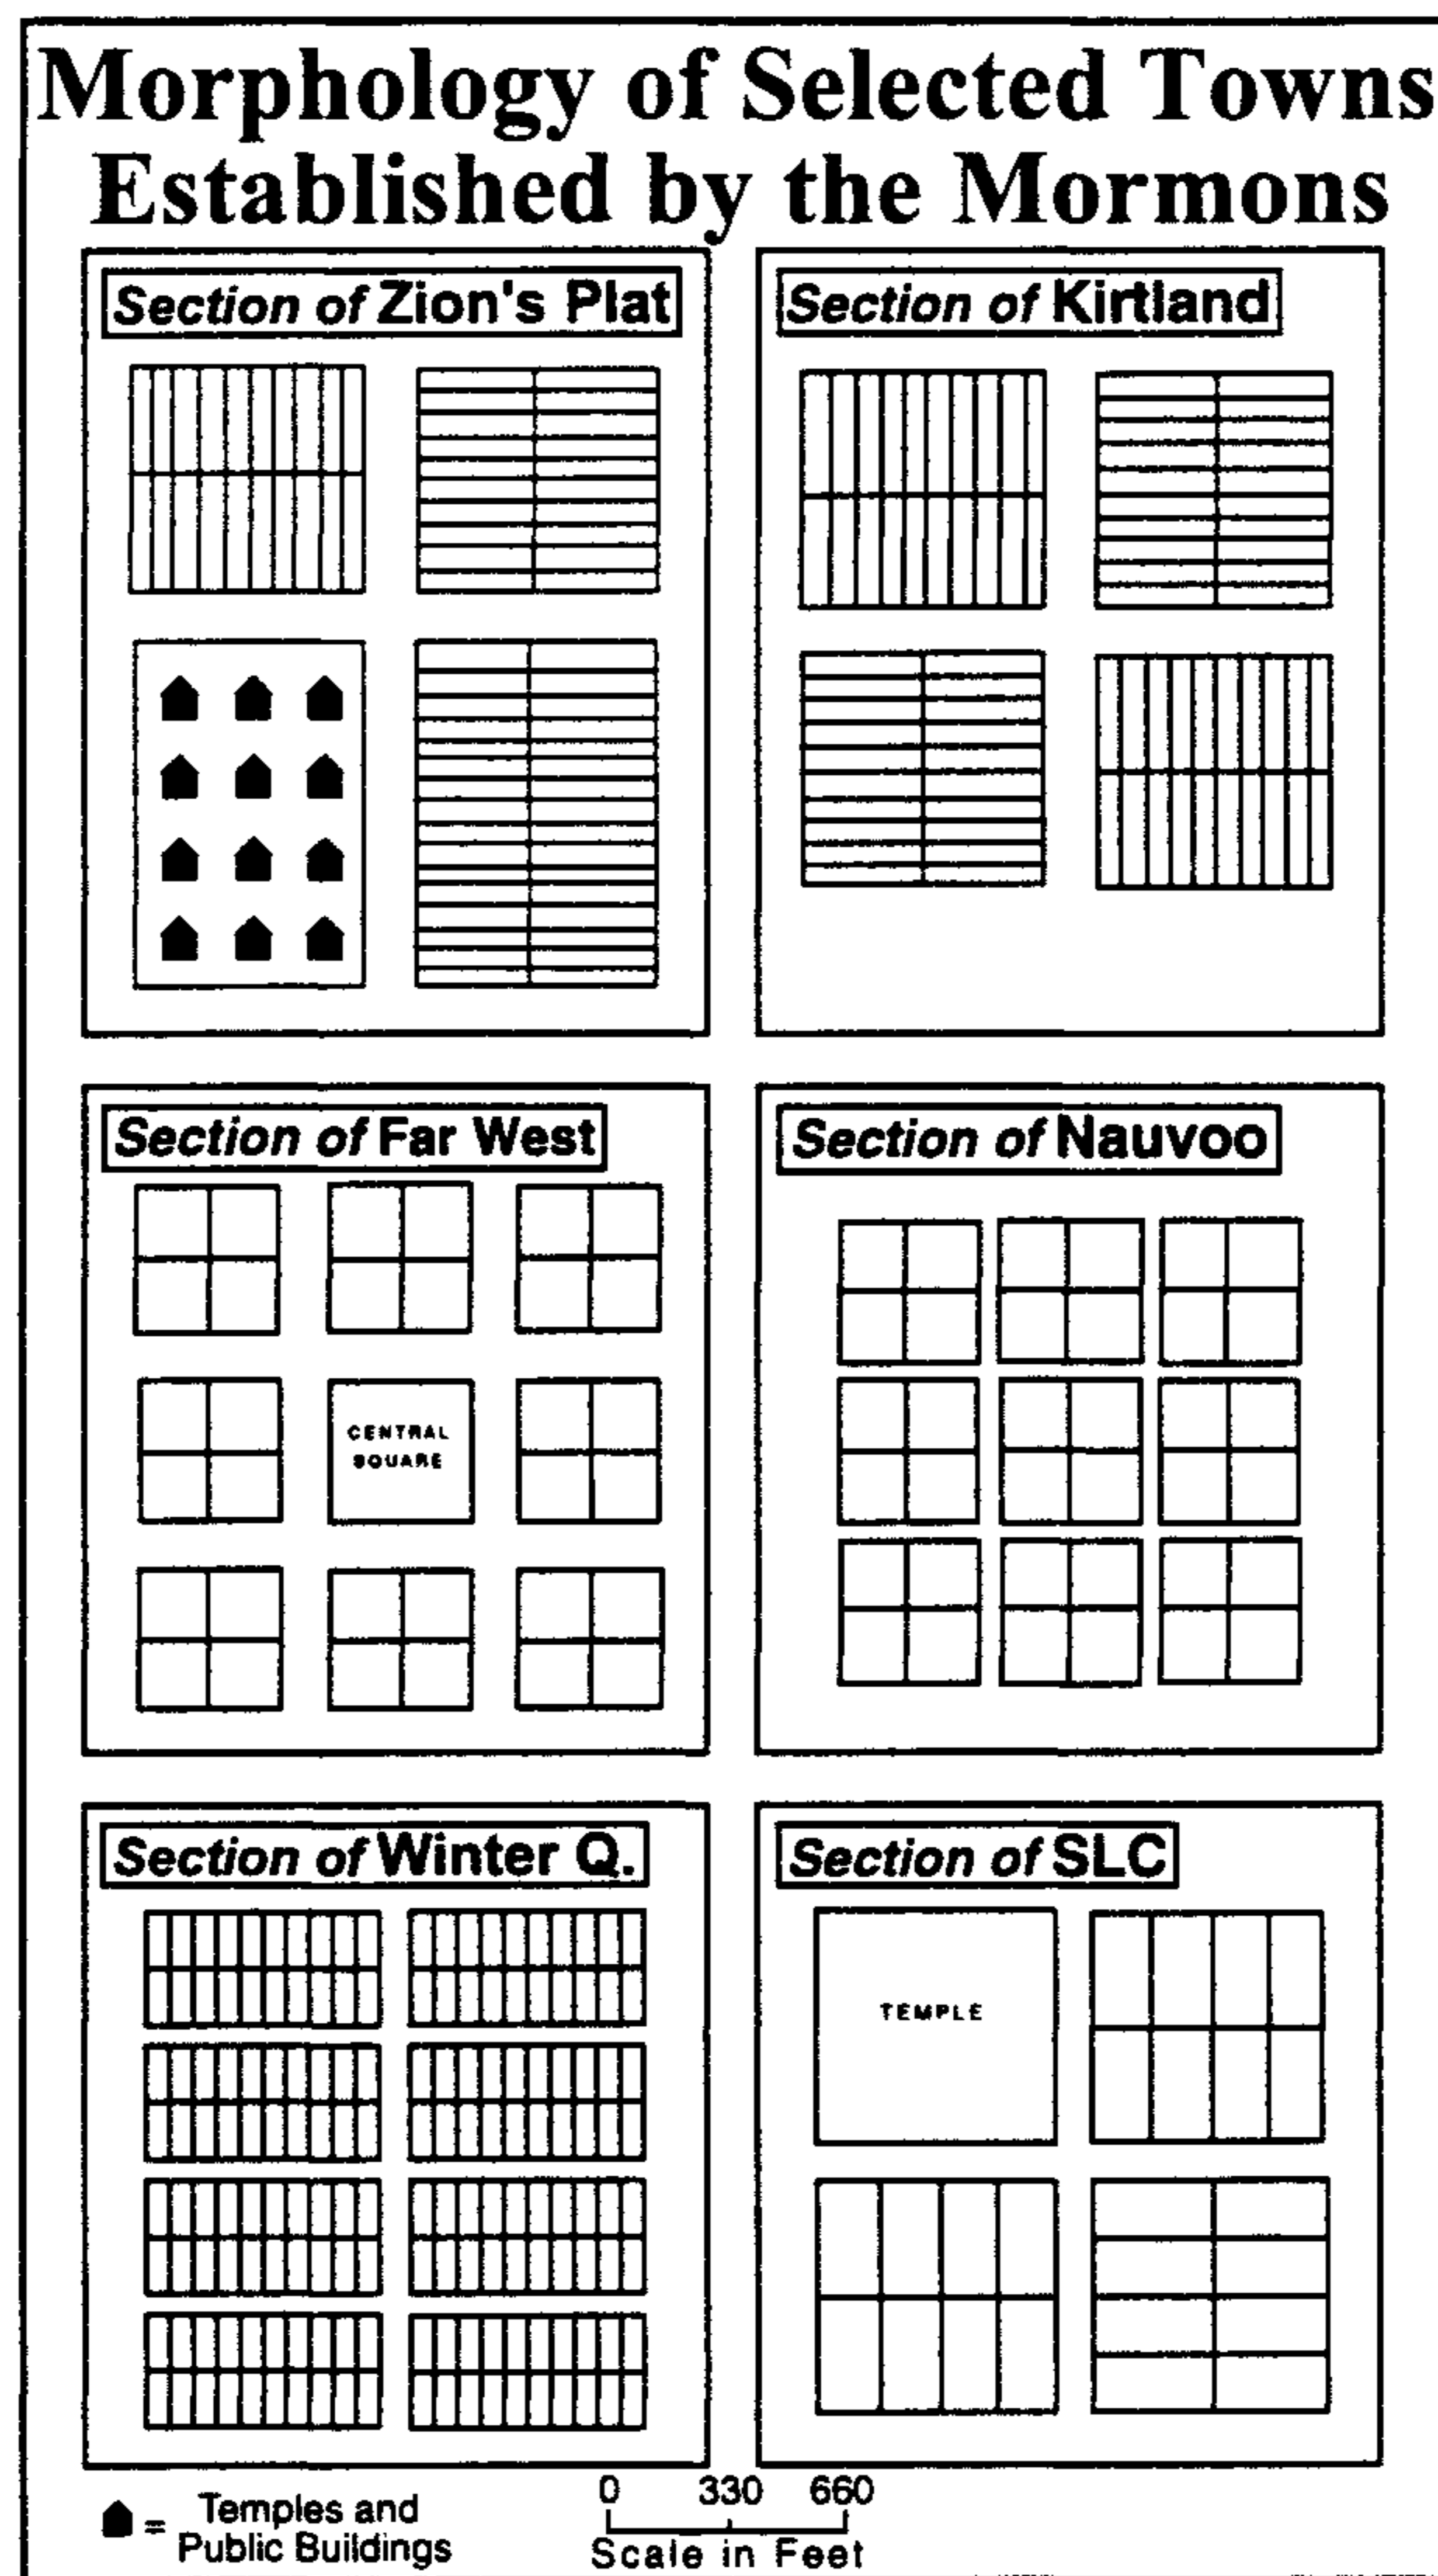 Morphology of Selected Towns
Established by the Mormons
Section of Zion's Plat
Section of Kirtland
Section of Far West
CENTRAL
SQUARE
Section of Nauvoo
Section of Winter Q.
Section of SLC
TEMPLE
= Temples and
Public Buildings
0 330 660
Scale in Feet